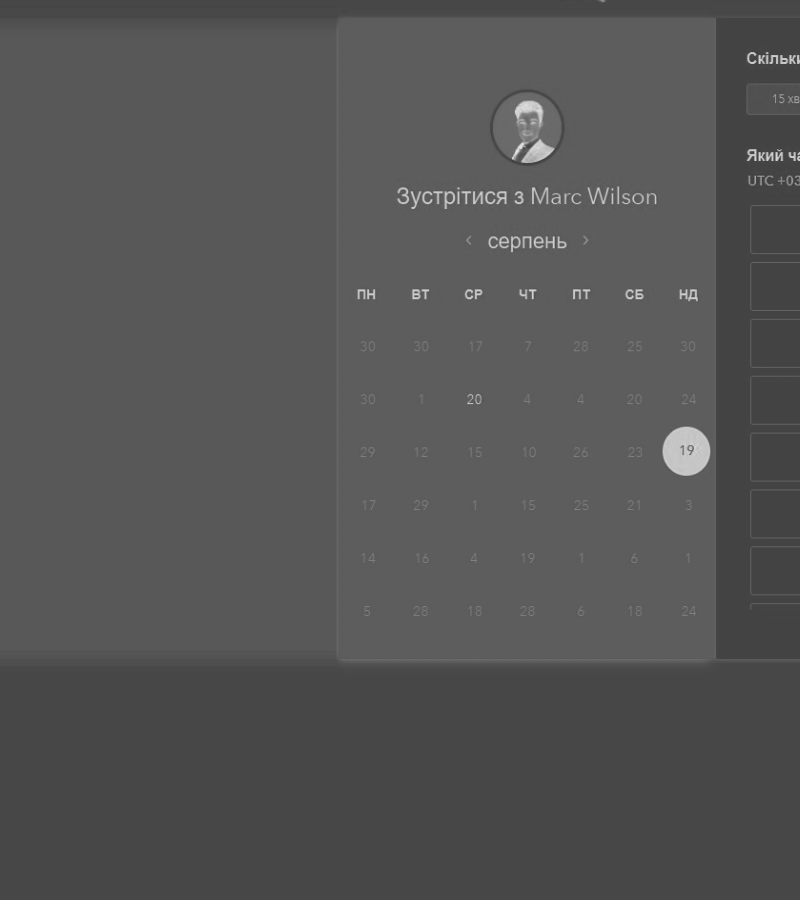 Зустрітися з Marc Wilson
‹ серпень ›
ПН ВТ СР ЧТ ПТ СБ НД
30 30 17 7 28 25 30
30 1 20 4 4 20 24
29 12 15 10 26 23 19
17 29 1 15 25 21 3
14 16 4 19 1 6 1
5 28 18 28 6 18 24
Скільки
15 хв
Який ча
UTC +03